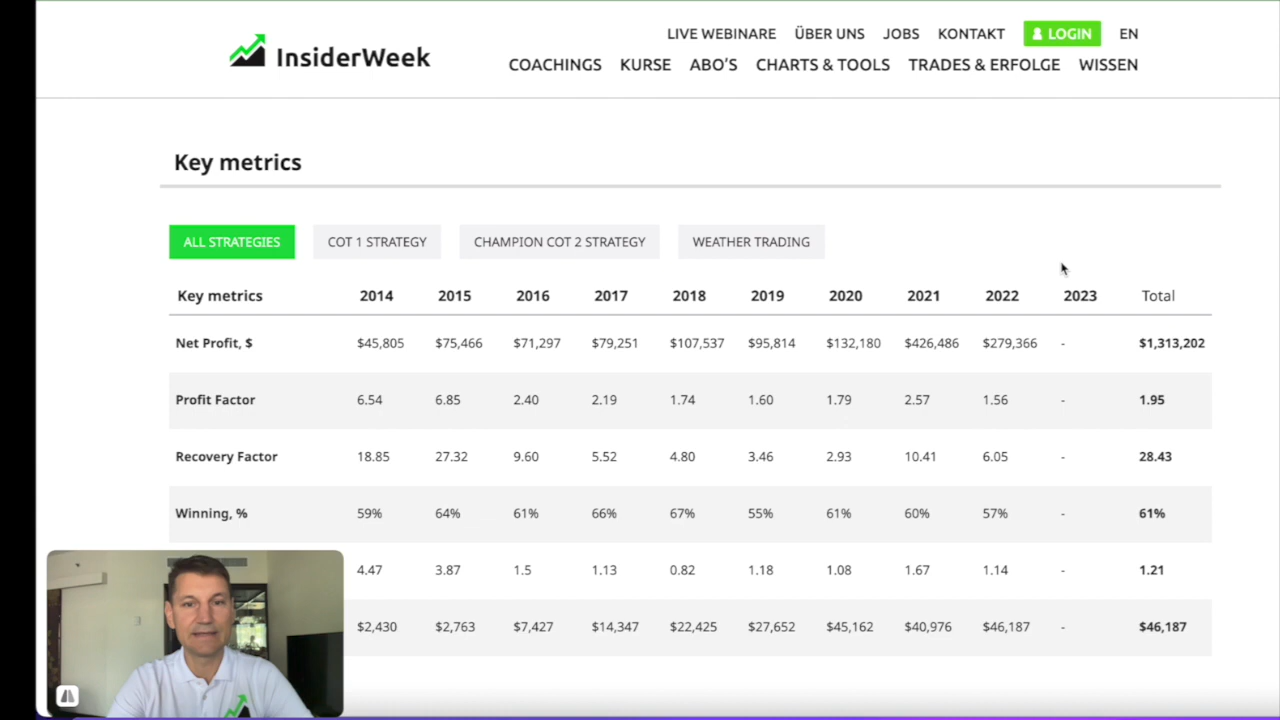 InsiderWeek
LIVE WEBINARE ÜBER UNS JOBS KONTAKT LOGIN EN
COACHINGS KURSE ABO'S CHARTS & TOOLS TRADES & ERFOLGE WISSEN
Key metrics
ALL STRATEGIES COT 1 STRATEGY CHAMPION COT 2 STRATEGY WEATHER TRADING
Key metrics 2014 2015 2016 2017 2018 2019 2020 2021 2022 2023 Total
Net Profit, $ $45,805 $75,466 $71,297 $79,251 $107,537 $95,814 $132,180 $426,486 $279,366 - $1,313,202
Profit Factor 6.54 6.85 2.40 2.19 1.74 1.60 1.79 2.57 1.56 - 1.95
Recovery Factor 18.85 27.32 9.60 5.52 4.80 3.46 2.93 10.41 6.05 - 28.43
Winning, % 59% 64% 61% 66% 67% 55% 61% 60% 57% - 61%
4.47 3.87 1.5 1.13 0.82 1.18 1.08 1.67 1.14 - 1.21
$2,430 $2,763 $7,427 $14,347 $22,425 $27,652 $45,162 $40,976 $46,187 - $46,187